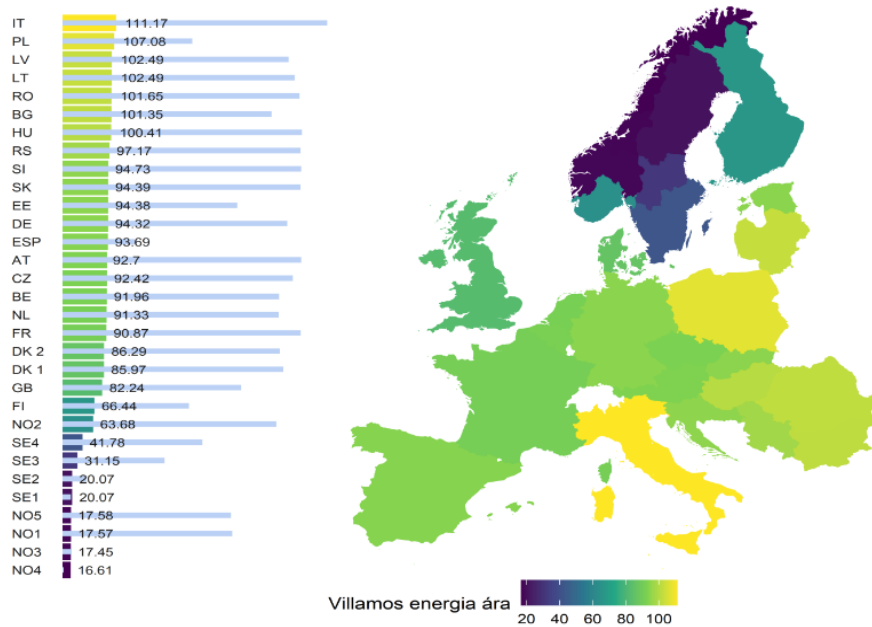 IT 111.17
PL 107.08
LV 102.49
LT 102.49
RO 101.65
BG 101.35
HU 100.41
RS 97.17
SI 94.73
SK 94.39
EE 94.38
DE 94.32
ESP 93.69
AT 92.7
CZ 92.42
BE 91.96
NL 91.33
FR 90.87
DK 2 86.29
DK 1 85.97
GB 82.24
FI 66.44
NO2 63.68
SE4 41.78
SE3 31.15
SE2 20.07
SE1 20.07
NO5 17.58
NO1 17.57
NO3 17.45
NO4 16.61
Villamos energia ára
20 40 60 80 100